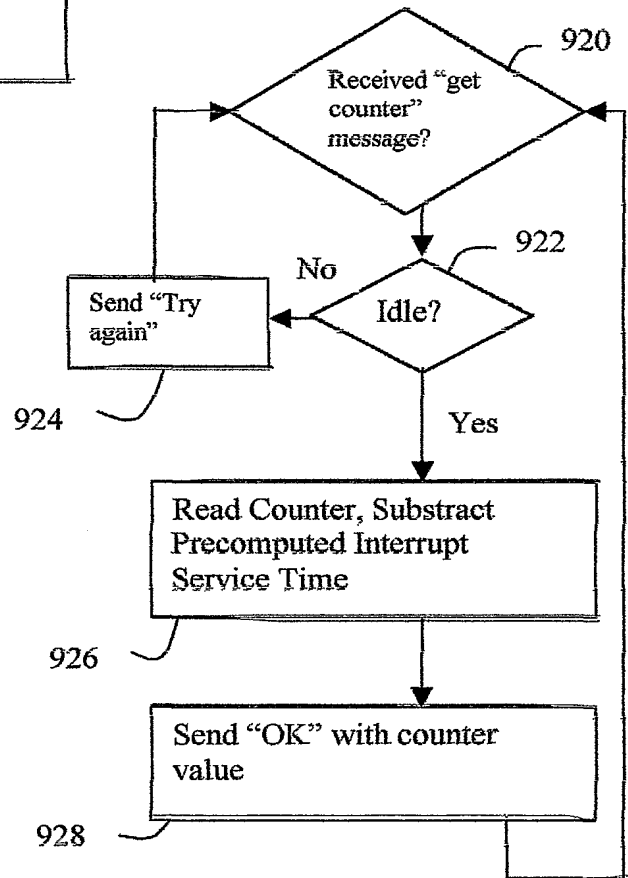 920
Received “get
counter”
message?
922
No
Idle?
Send “Try
again”
924
Yes
Read Counter, Substract
Precomputed Interrupt
Service Time
926
Send “OK” with counter
value
928